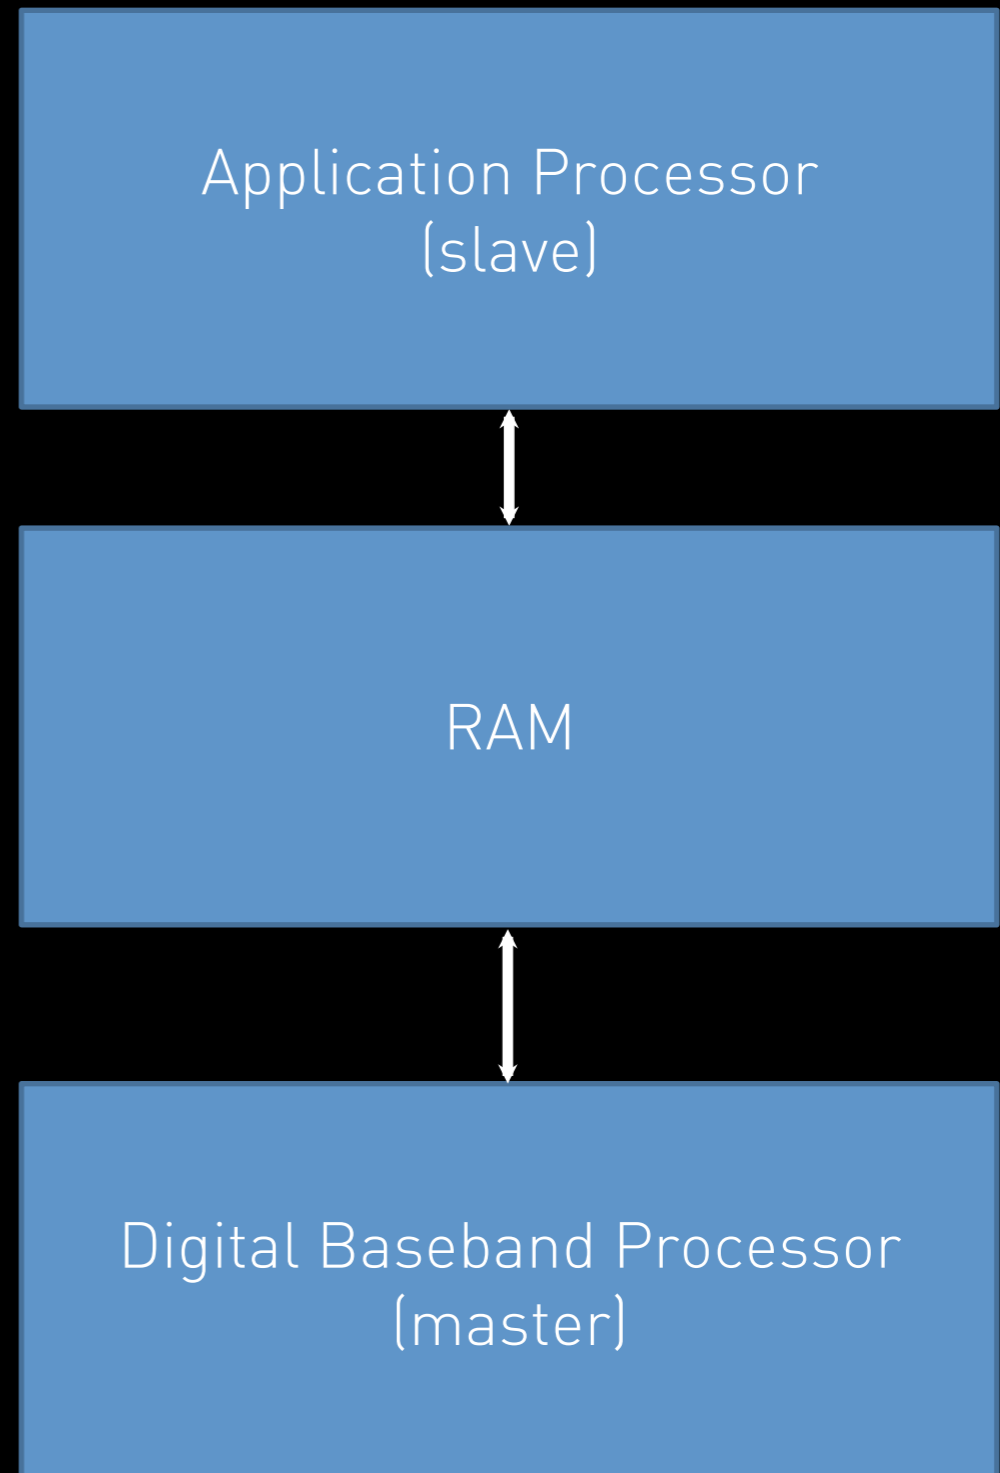 Application Processor
(slave)
RAM
Digital Baseband Processor
(master)